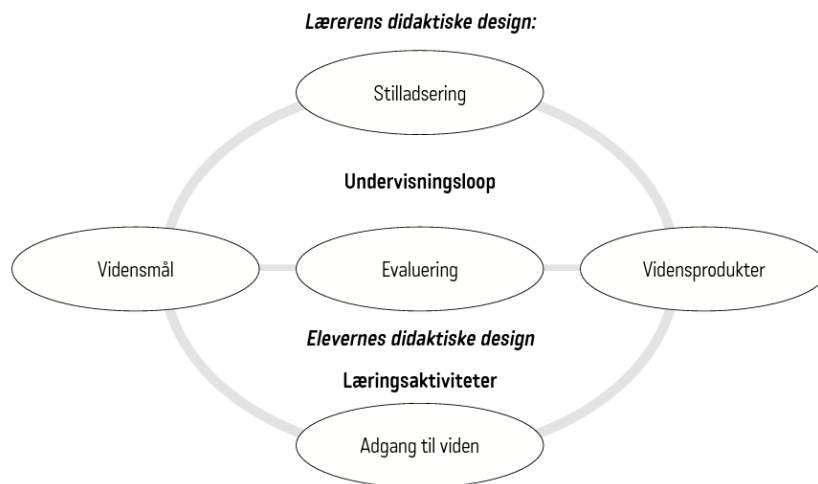 Lærerens didaktiske design:
Stilladsering
Undervisningsloop
Vidensmål
Evaluering
Vidensprodukter
Elevernes didaktiske design
Læringsaktiviteter
Adgang til viden